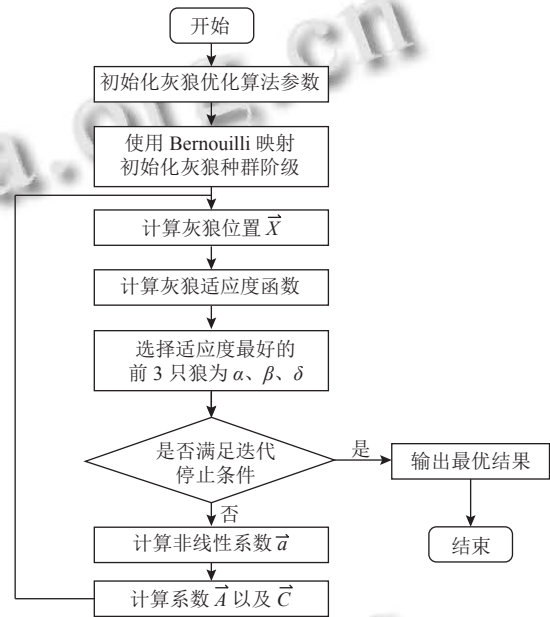 开始
初始化灰狼优化算法参数
使用 Bernouilli 映射
初始化灰狼种群阶级
计算灰狼位置 X⃗
计算灰狼适应度函数
选择适应度最好的
前 3 只狼为 α、β、δ
是否满足迭代
停止条件
是
输出最优结果
否
结束
计算非线性系数 a⃗
计算系数 A⃗ 以及 C⃗